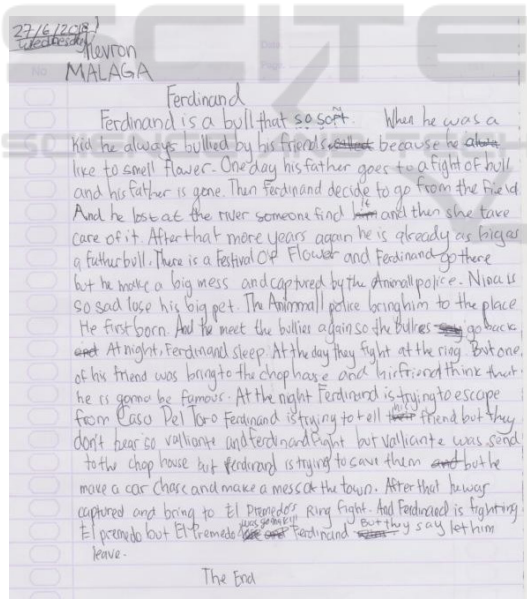 27/6/2018
Wednesday
Nevron
MALAGA
Ferdinand
Ferdinand is a bull that so soft. When he was a
kid he always bullied by his friends because he
like to smell flower. One day his father goes to a fight of bull
and his father is gone. Then Ferdinand decide to go from the field
And he lost at the river someone find it and then she take
care of it. After that more years again he is already as big as
a father bull. There is a Festival of Flower and Ferdinand go there
but he make a big mess and captured by the Animall police. Nina is
so sad lose his big pet. The Animmall police bring him to the place
He first born. And he meet the bullies again so the Bullies go back
At night, Ferdinand sleep. At the day they fight at the ring. But one
of his friend was bring to the chop house and his friend think that
he is gonna be famous. At the night Ferdinand is trying to escape
from Casa Del Toro Ferdinand is trying to tell his friend but they
don't hear so valliante and ferdinand fight but valliante was send
to the chop house but ferdinand is trying to save them and but he
make a car chase and make a mess at the town. After that he was
captured and bring to El Premedo's Ring Fight. And Ferdinand is fighting
El premedo but El Premedo was gonna kill Ferdinand But they say let him
leave.
The End